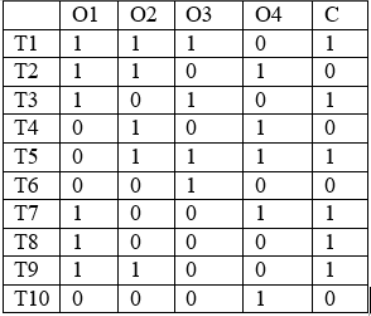 O1 O2 O3 O4 C
T1 1 1 1 0 1
T2 1 1 0 1 0
T3 1 0 1 0 1
T4 0 1 0 1 0
T5 0 1 1 1 1
T6 0 0 1 0 0
T7 1 0 0 1 1
T8 1 0 0 0 1
T9 1 1 0 0 1
T10 0 0 0 1 0